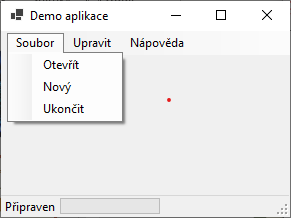 Demo aplikace
Soubor Upravit Nápověda
Otevřít
Nový
Ukončit
Připraven